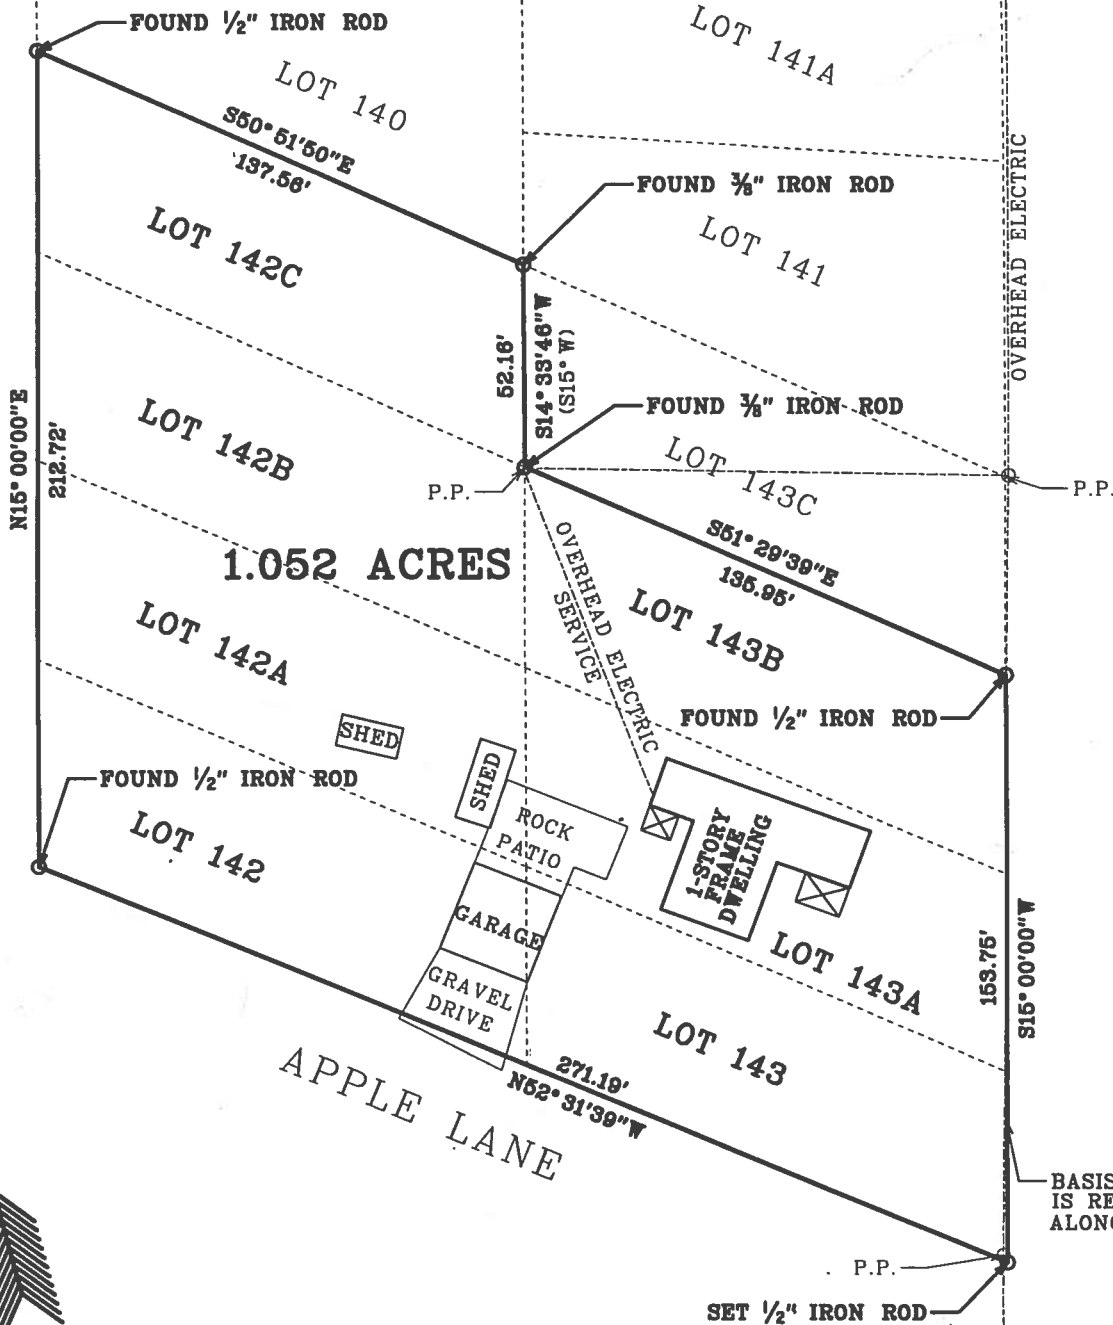 FOUND ½" IRON ROD
LOT 141A
LOT 140
S50°51'50"E
137.56'
OVERHEAD ELECTRIC
FOUND ⅜" IRON ROD
LOT 142C
LOT 141
52.16'
S14°33'46"W
(S15°W)
N15°00'00"E
212.72'
FOUND ⅜" IRON ROD
LOT 142B
LOT 143C
P.P.
P.P.
S51°29'39"E
135.95'
1.052 ACRES
OVERHEAD ELECTRIC
SERVICE
LOT 142A
LOT 143B
FOUND ½" IRON ROD
SHED
SHED
FOUND ½" IRON ROD
ROCK
PATIO
1-STORY
FRAME
DWELLING
LOT 142
GARAGE
LOT 143A
153.75'
S15°00'00"W
GRAVEL
DRIVE
LOT 143
271.19'
N52°31'39"W
APPLE LANE
BASIS
IS RE
ALONG
P.P.
SET ½" IRON ROD